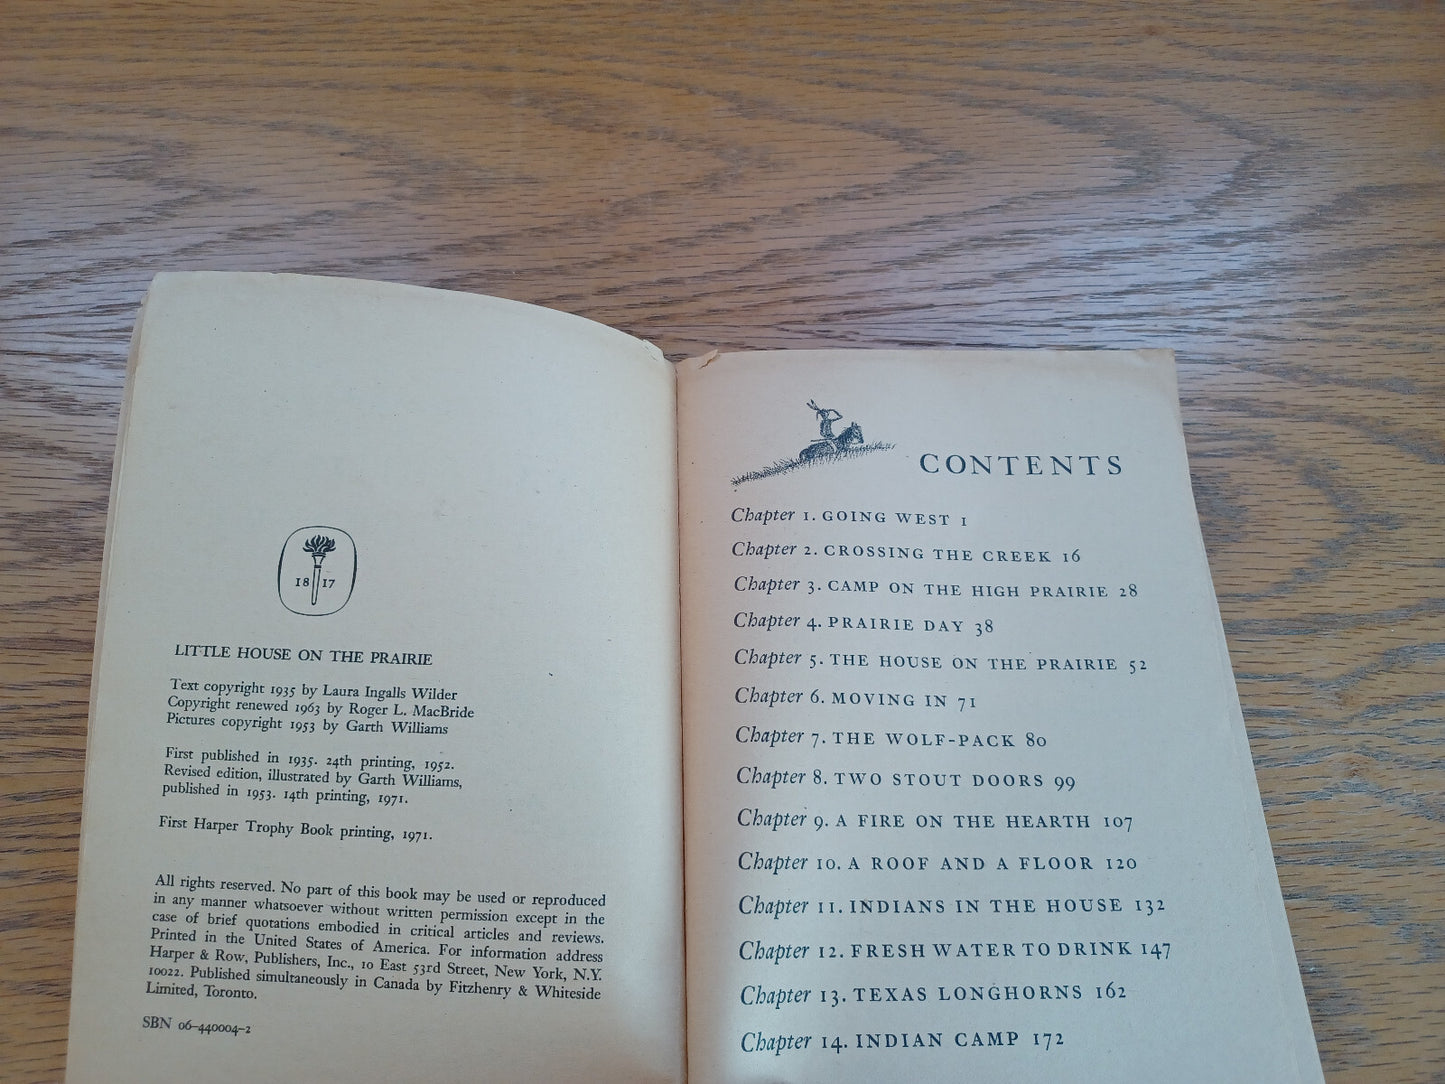 1817
LITTLE HOUSE ON THE PRAIRIE
Text copyright 1935 by Laura Ingalls Wilder
Copyright renewed 1963 by Roger L. MacBride
Pictures copyright 1953 by Garth Williams
First published in 1935. 24th printing, 1952.
Revised edition, illustrated by Garth Williams,
published in 1953. 14th printing, 1971.
First Harper Trophy Book printing, 1971.
All rights reserved. No part of this book may be used or reproduced
in any manner whatsoever without written permission except in the
case of brief quotations embodied in critical articles and reviews.
Printed in the United States of America. For information address
Harper & Row, Publishers, Inc., 10 East 53rd Street, New York, N.Y.
10022. Published simultaneously in Canada by Fitzhenry & Whiteside
Limited, Toronto.
SBN 06-440004-2
CONTENTS
Chapter 1. GOING WEST 1
Chapter 2. CROSSING THE CREEK 16
Chapter 3. CAMP ON THE HIGH PRAIRIE 28
Chapter 4. PRAIRIE DAY 38
Chapter 5. THE HOUSE ON THE PRAIRIE 52
Chapter 6. MOVING IN 71
Chapter 7. THE WOLF-PACK 80
Chapter 8. TWO STOUT DOORS 99
Chapter 9. A FIRE ON THE HEARTH 107
Chapter 10. A ROOF AND A FLOOR 120
Chapter 11. INDIANS IN THE HOUSE 132
Chapter 12. FRESH WATER TO DRINK 147
Chapter 13. TEXAS LONGHORNS 162
Chapter 14. INDIAN CAMP 172